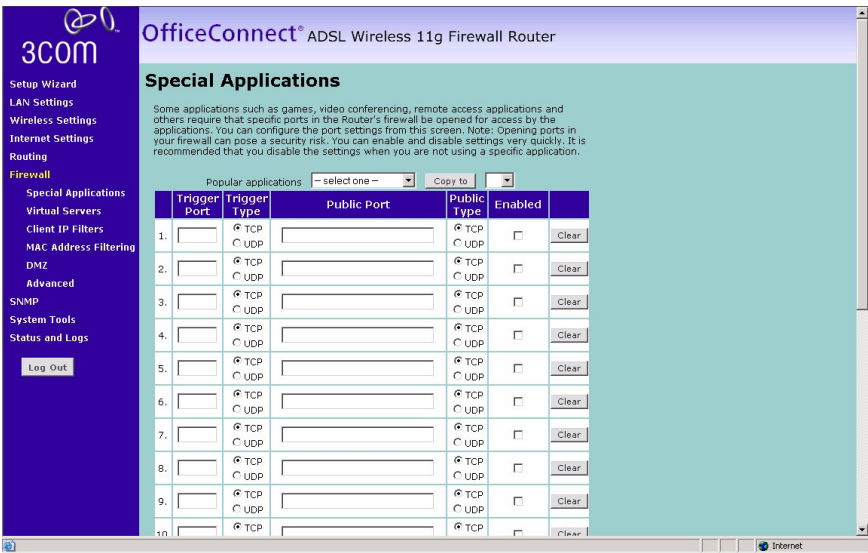 3COM
OfficeConnect® ADSL Wireless 11g Firewall Router
Setup Wizard
LAN Settings
Wireless Settings
Internet Settings
Routing
Firewall
Special Applications
Virtual Servers
Client IP Filters
MAC Address Filtering
DMZ
Advanced
SNMP
System Tools
Status and Logs
Log Out
Special Applications
Some applications such as games, video conferencing, remote access applications and
others require that specific ports in the Router's firewall be opened for access by the
applications. You can configure the port settings from this screen. Note: Opening ports in
your firewall can pose a security risk. You can enable and disable settings very quickly. It is
recommended that you disable the settings when you are not using a specific application.
Popular applications -- select one -- Copy to
Trigger Port Trigger Type Public Port Public Type Enabled
1. TCP TCP Clear
UDP UDP
2. TCP TCP Clear
UDP UDP
3. TCP TCP Clear
UDP UDP
4. TCP TCP Clear
UDP UDP
5. TCP TCP Clear
UDP UDP
6. TCP TCP Clear
UDP UDP
7. TCP TCP Clear
UDP UDP
8. TCP TCP Clear
UDP UDP
9. TCP TCP Clear
UDP UDP
10. TCP TCP Clear
Internet